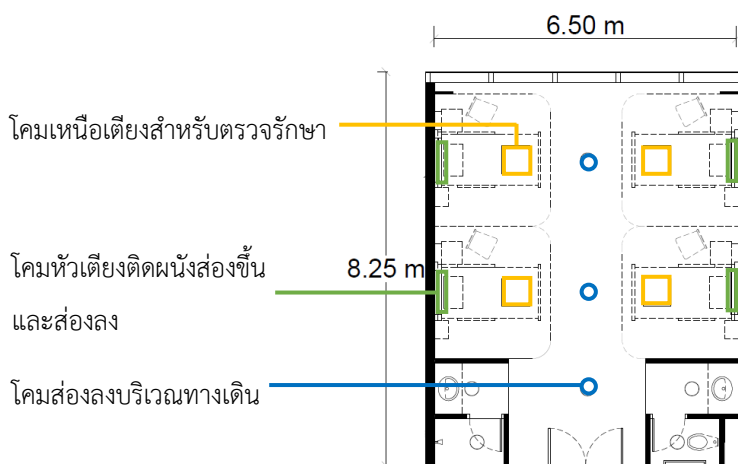 6.50 m
โคมเหนือเตียงสำหรับตรวจรักษา
โคมหัวเตียงติดผนังส่องขึ้น
และส่องลง
8.25 m
โคมส่องลงบริเวณทางเดิน